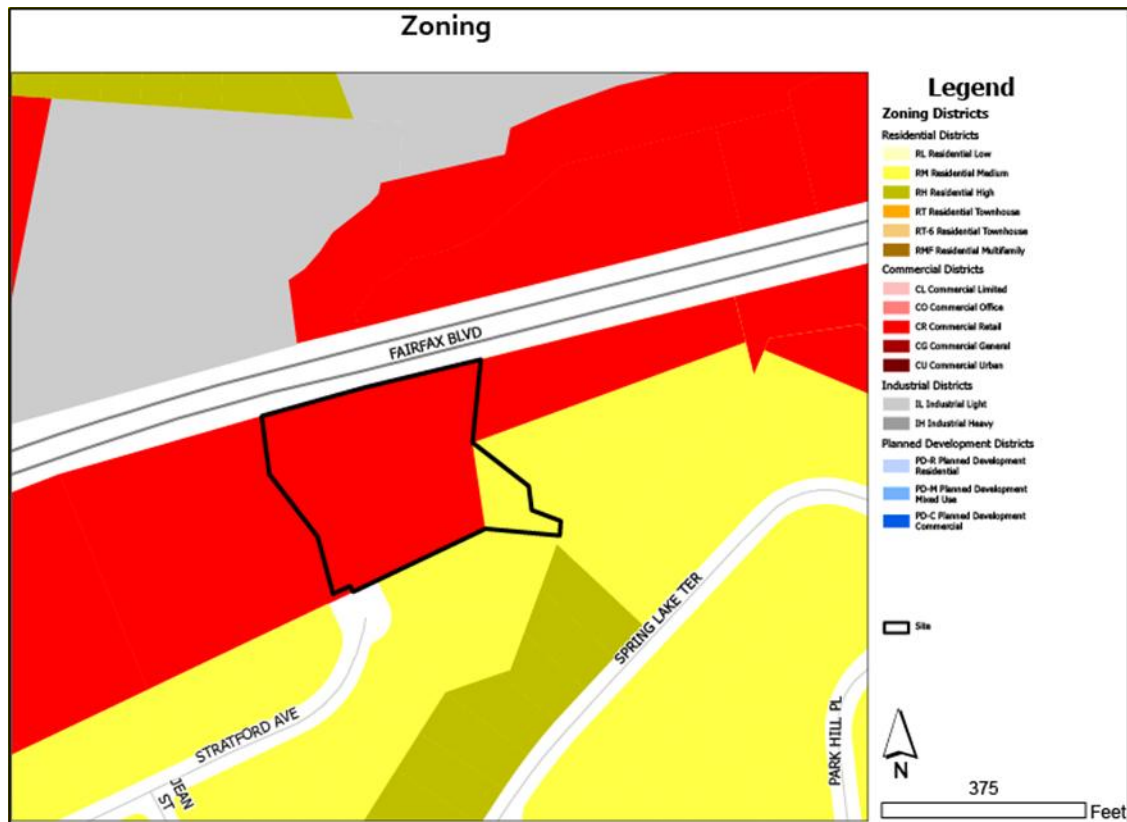 Zoning
FAIRFAX BLVD
STRATFORD AVE
JEAN
ST
SPRING LAKE TER
PARK HILL PL
Legend
Zoning Districts
Residential Districts
RL Residential Low
RM Residential Medium
RH Residential High
RT Residential Townhouse
RT-6 Residential Townhouse
RMF Residential Multifamily
Commercial Districts
CL Commercial Limited
CO Commercial Office
CR Commercial Retail
CG Commercial General
CU Commercial Urban
Industrial Districts
IL Industrial Light
IH Industrial Heavy
Planned Development Districts
PD-R Planned Development
Residential
PD-M Planned Development
Mixed Use
PD-C Planned Development
Commercial
Site
N
375
Feet